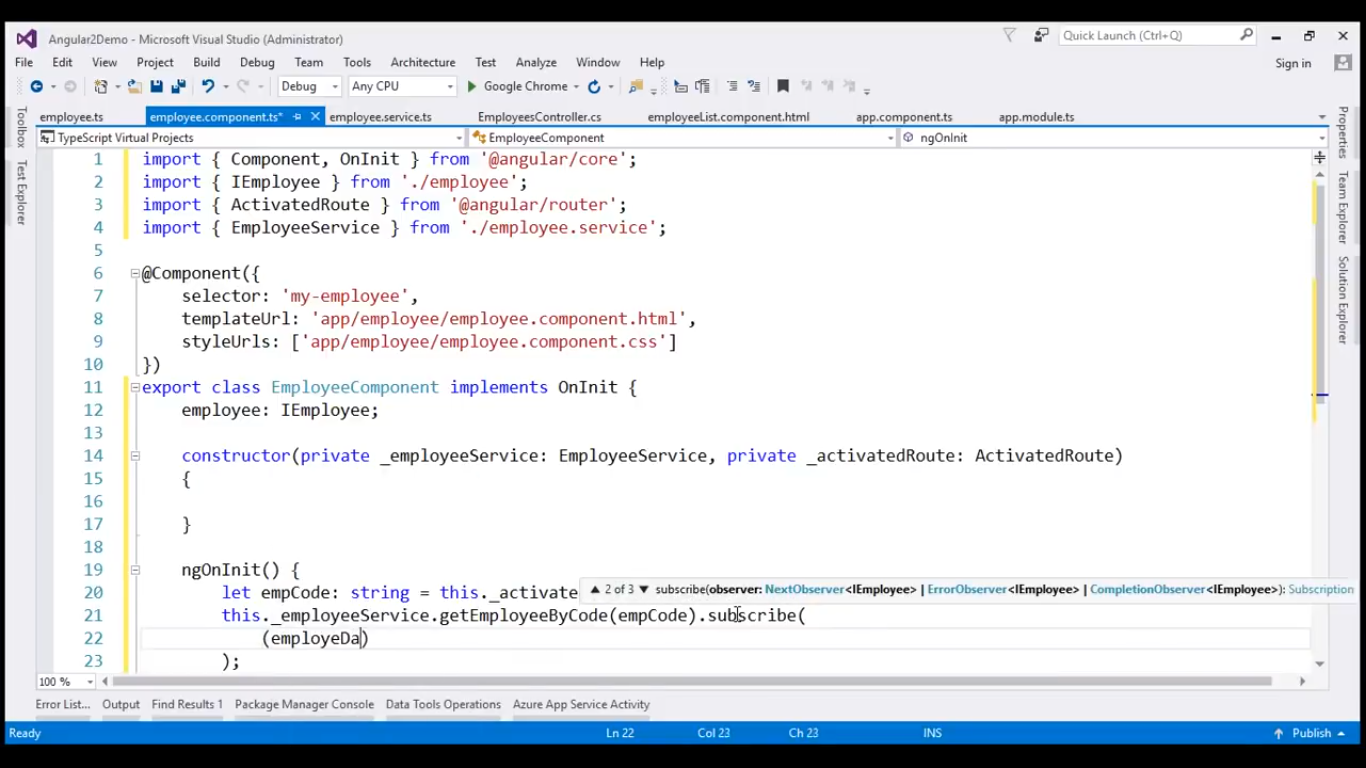 Angular2Demo - Microsoft Visual Studio (Administrator)
Quick Launch (Ctrl+Q)
File Edit View Project Build Debug Team Tools Architecture Test Analyze Window Help
Sign in
Debug Any CPU Google Chrome
employee.ts employee.component.ts* employee.service.ts EmployeesController.cs employeeList.component.html app.component.ts app.module.ts
TypeScript Virtual Projects EmployeeComponent ngOnInit
Toolbox
Test Explorer
Properties
Team Explorer
Solution Explorer
1 import { Component, OnInit } from '@angular/core';
2 import { IEmployee } from './employee';
3 import { ActivatedRoute } from '@angular/router';
4 import { EmployeeService } from './employee.service';
5
6 @Component({
7 selector: 'my-employee',
8 templateUrl: 'app/employee/employee.component.html',
9 styleUrls: ['app/employee/employee.component.css']
10 })
11 export class EmployeeComponent implements OnInit {
12 employee: IEmployee;
13
14 constructor(private _employeeService: EmployeeService, private _activatedRoute: ActivatedRoute)
15 {
16
17 }
18
19 ngOnInit() {
20 let empCode: string = this._activate
2 of 3 subscribe(observer: NextObserver<IEmployee> | ErrorObserver<IEmployee> | CompletionObserver<IEmployee>): Subscription
21 this._employeeService.getEmployeeByCode(empCode).subscribe(
22 (employeDa)
23 );
100 %
Error List... Output Find Results 1 Package Manager Console Data Tools Operations Azure App Service Activity
Ready Ln 22 Col 23 Ch 23 INS Publish